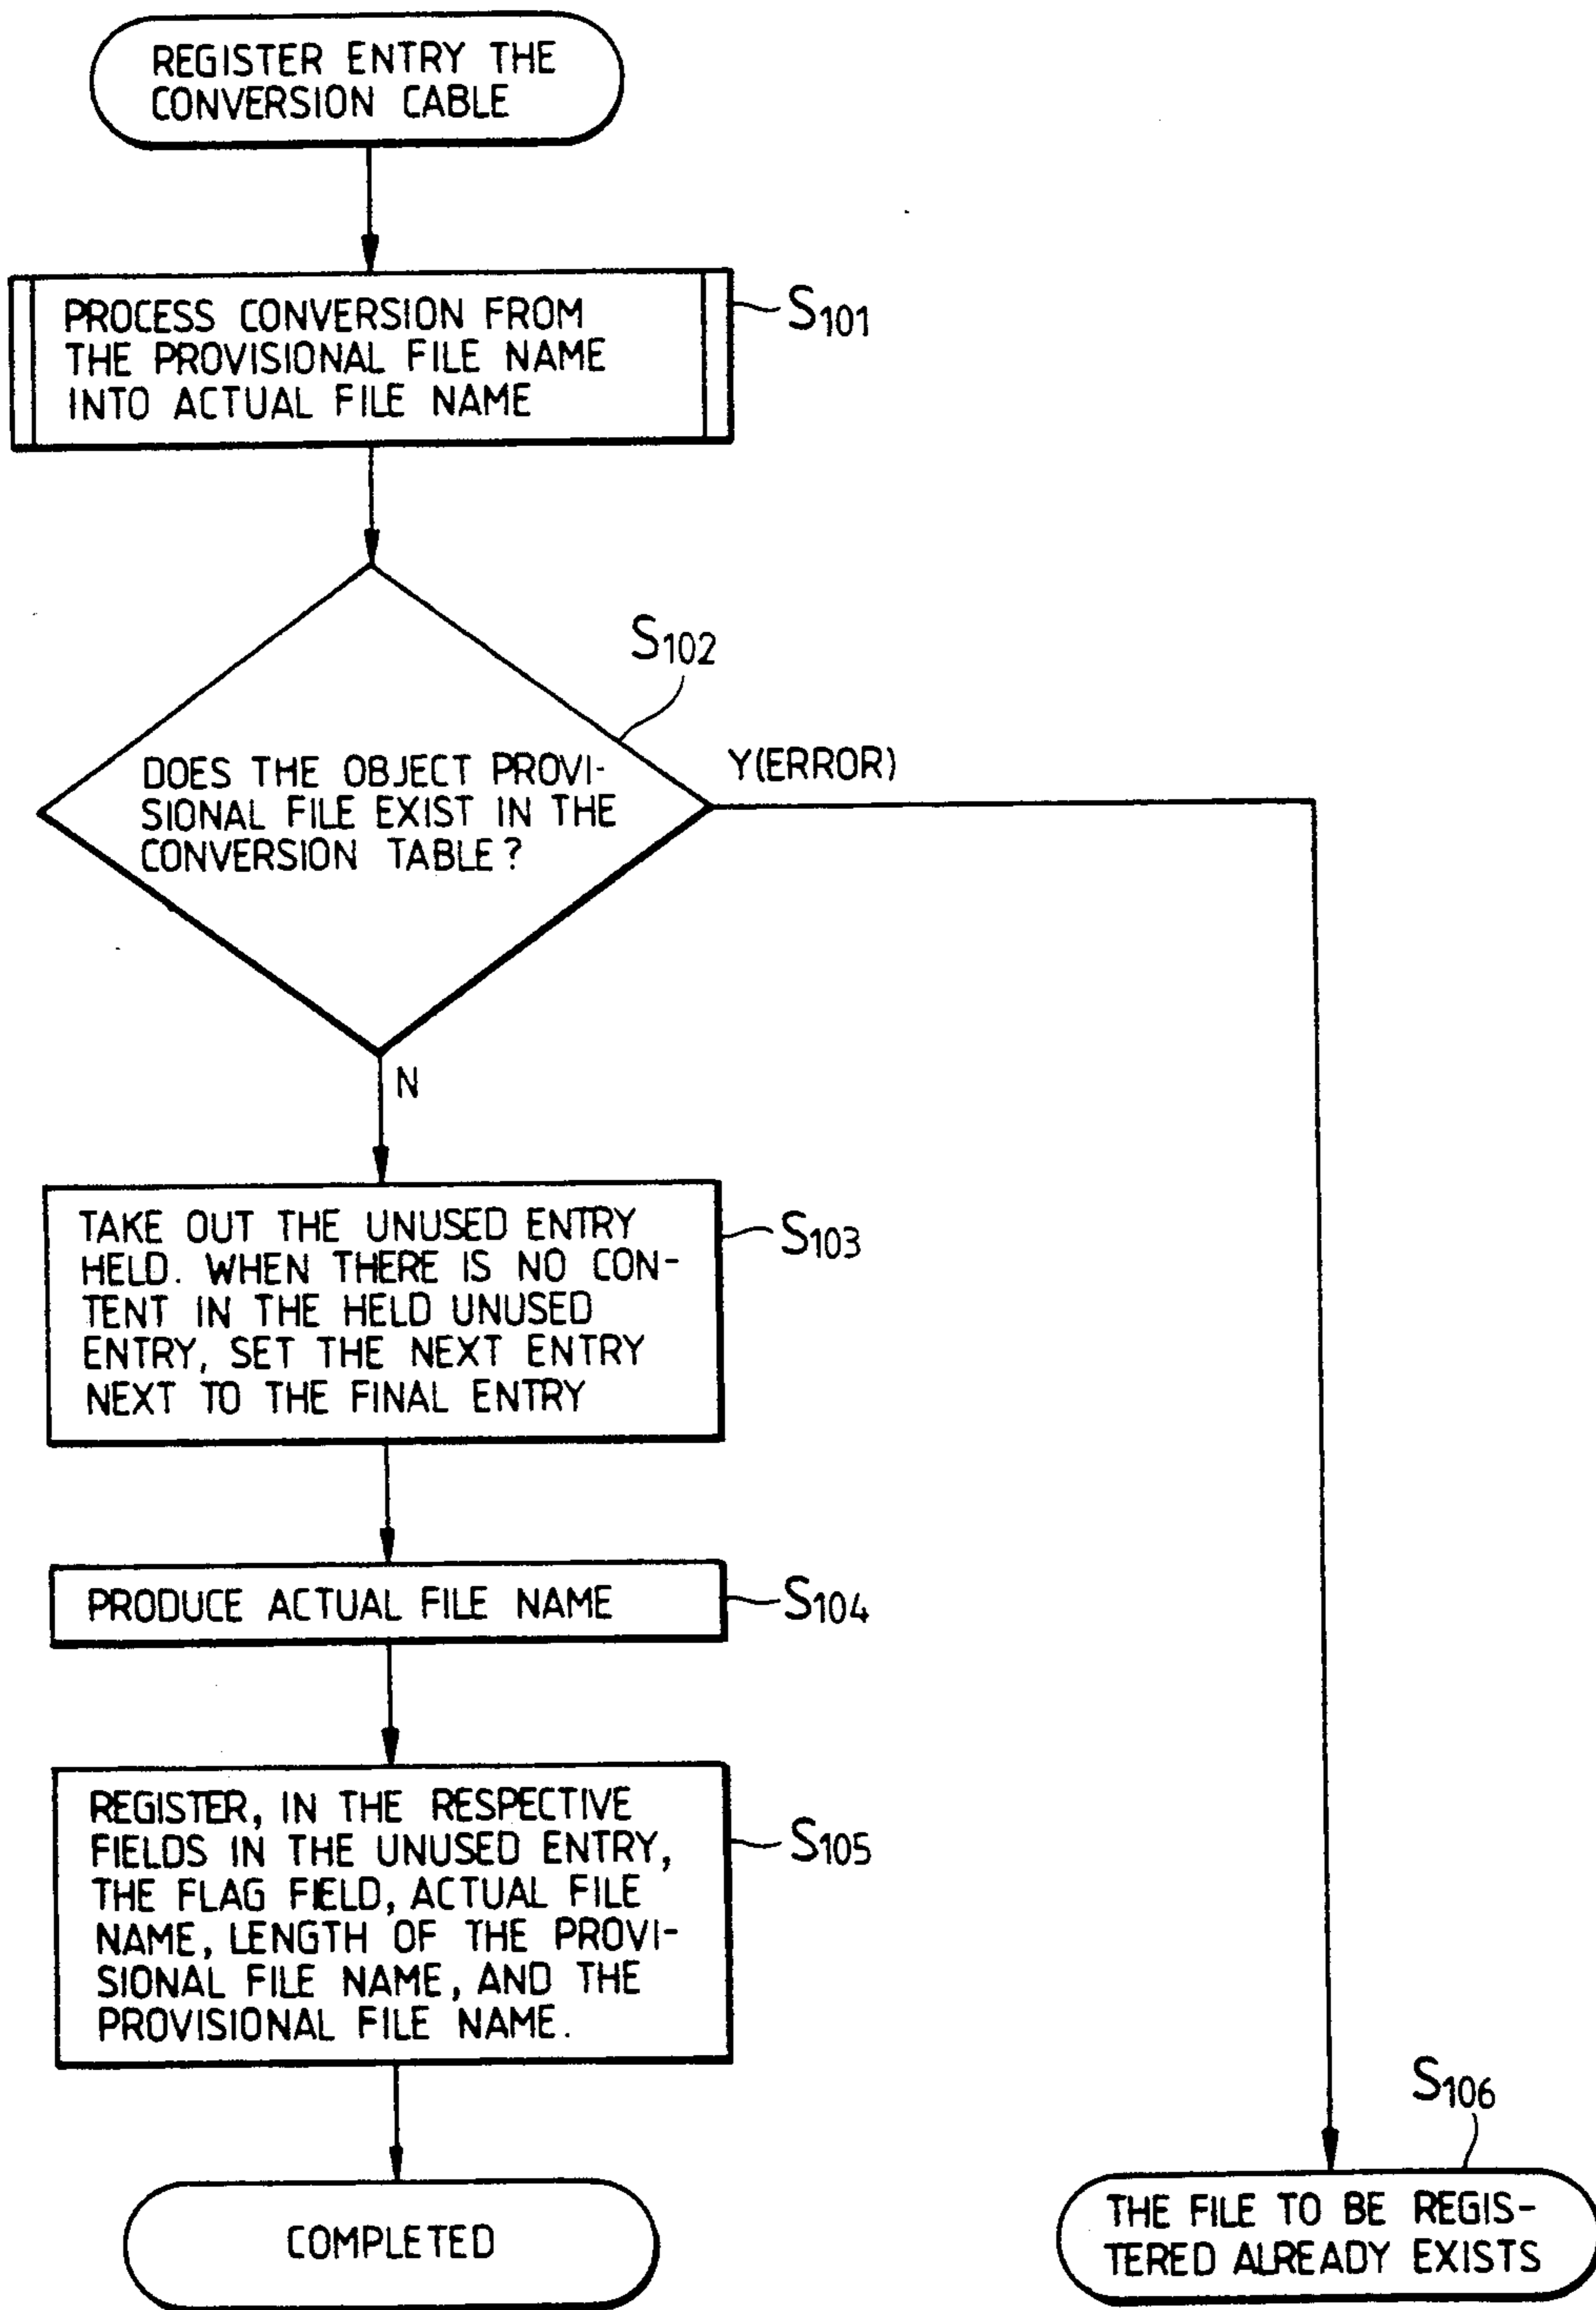 REGISTER ENTRY THE
CONVERSION CABLE
PROCESS CONVERSION FROM
THE PROVISIONAL FILE NAME
INTO ACTUAL FILE NAME
S101
S102
DOES THE OBJECT PROVI-
SIONAL FILE EXIST IN THE
CONVERSION TABLE?
Y(ERROR)
N
TAKE OUT THE UNUSED ENTRY
HELD. WHEN THERE IS NO CON-
TENT IN THE HELD UNUSED
ENTRY, SET THE NEXT ENTRY
NEXT TO THE FINAL ENTRY
S103
PRODUCE ACTUAL FILE NAME
S104
REGISTER, IN THE RESPECTIVE
FIELDS IN THE UNUSED ENTRY,
THE FLAG FIELD, ACTUAL FILE
NAME, LENGTH OF THE PROVI-
SIONAL FILE NAME, AND THE
PROVISIONAL FILE NAME.
S105
COMPLETED
S106
THE FILE TO BE REGIS-
TERED ALREADY EXISTS